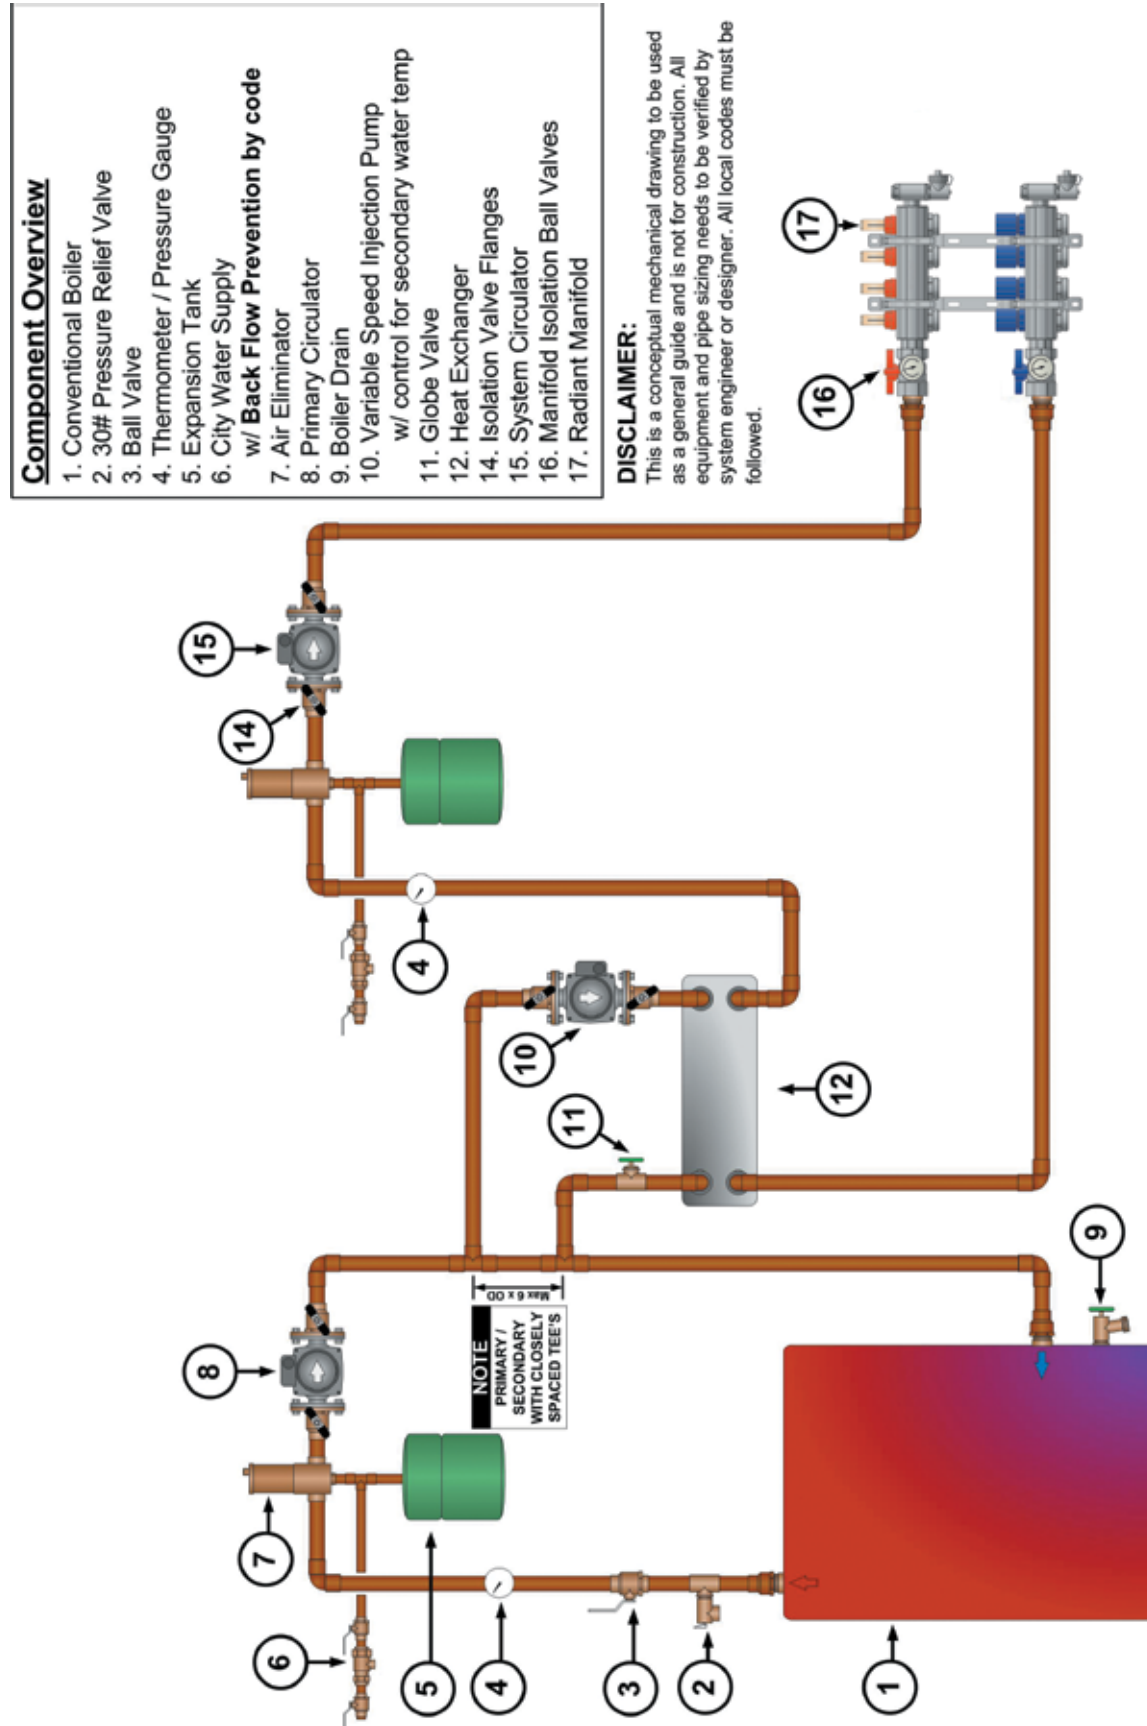 Component Overview
1. Conventional Boiler
2. 30# Pressure Relief Valve
3. Ball Valve
4. Thermometer / Pressure Gauge
5. Expansion Tank
6. City Water Supply
w/ Back Flow Prevention by code
7. Air Eliminator
8. Primary Circulator
9. Boiler Drain
10. Variable Speed Injection Pump
w/ control for secondary water temp
11. Globe Valve
12. Heat Exchanger
14. Isolation Valve Flanges
15. System Circulator
16. Manifold Isolation Ball Valves
17. Radiant Manifold
DISCLAIMER:
This is a conceptual mechanical drawing to be used
as a general guide and is not for construction. All
equipment and pipe sizing needs to be verified by
system engineer or designer. All local codes must be
followed.
8
15
7
14
6
4
17
5
NOTE
PRIMARY /
SECONDARY
WITH CLOSELY
SPACED TEE'S
Max 6 x OD
4
10
11
3
16
2
12
1
9